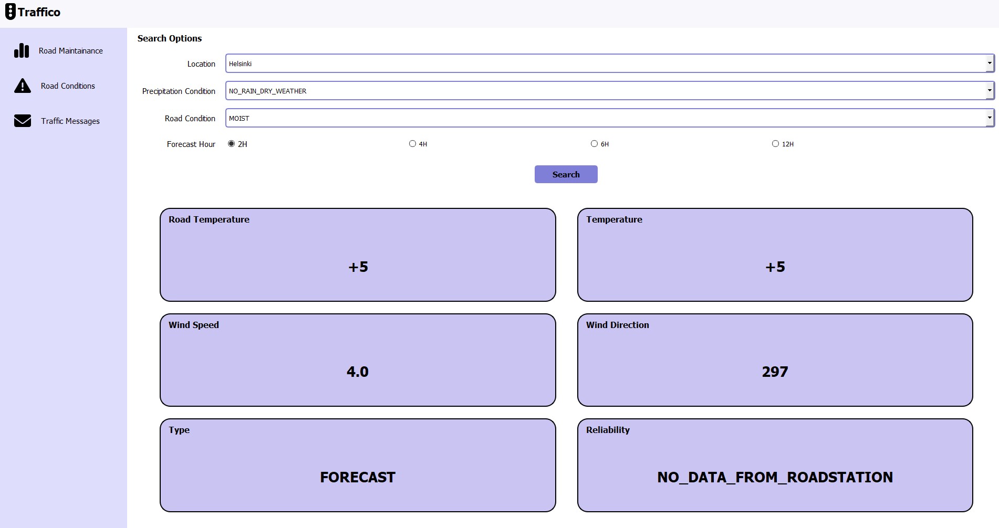 Traffico
Road Maintainance
Road Conditions
Traffic Messages
Search Options
Location
Helsinki
Precipitation Condition
NO_RAIN_DRY_WEATHER
Road Condition
MOIST
Forecast Hour
2H
4H
6H
12H
Search
Road Temperature
+5
Temperature
+5
Wind Speed
4.0
Wind Direction
297
Type
FORECAST
Reliability
NO_DATA_FROM_ROADSTATION